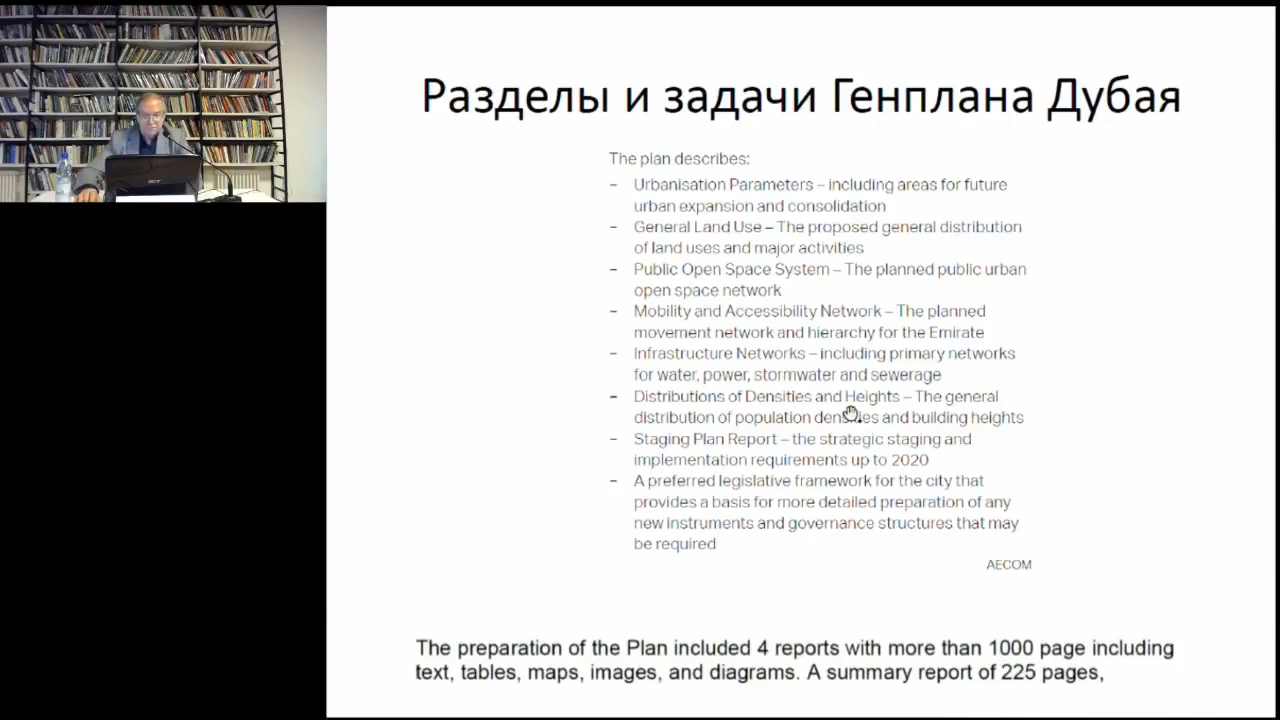 Разделы и задачи Генплана Дубая
The plan describes:
– Urbanisation Parameters – including areas for future
urban expansion and consolidation
– General Land Use – The proposed general distribution
of land uses and major activities
– Public Open Space System – The planned public urban
open space network
– Mobility and Accessibility Network – The planned
movement network and hierarchy for the Emirate
– Infrastructure Networks – including primary networks
for water, power, stormwater and sewerage
– Distributions of Densities and Heights – The general
distribution of population densities and building heights
– Staging Plan Report – the strategic staging and
implementation requirements up to 2020
– A preferred legislative framework for the city that
provides a basis for more detailed preparation of any
new instruments and governance structures that may
be required
AECOM
The preparation of the Plan included 4 reports with more than 1000 page including
text, tables, maps, images, and diagrams. A summary report of 225 pages,
acer